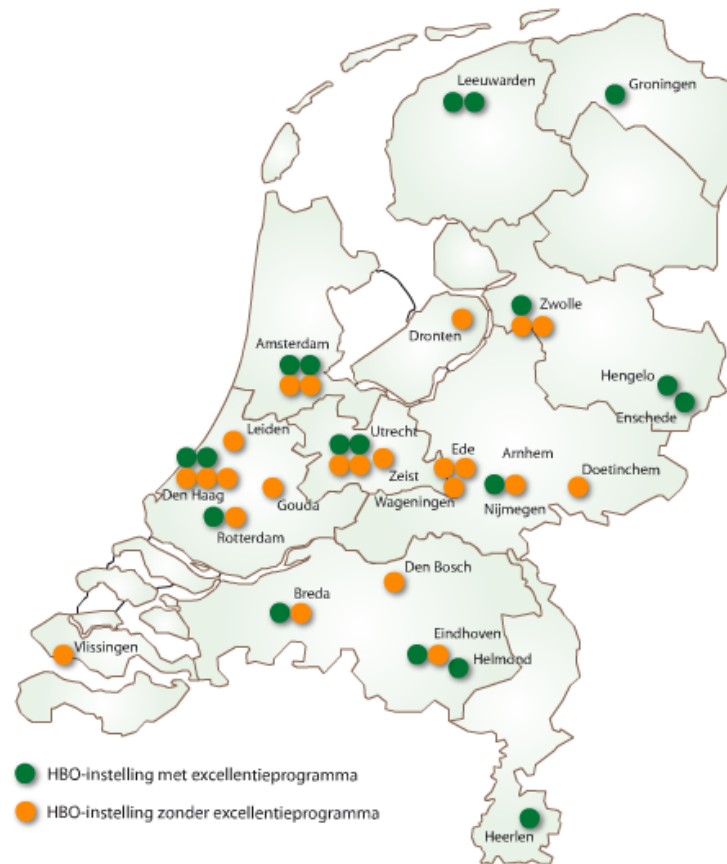 Leeuwarden
Groningen
Zwolle
Dronten
Amsterdam
Hengelo
Enschede
Leiden
Utrecht
Ede
Arnhem
Doetinchem
Zeist
Den Haag
Gouda
Wageningen
Nijmegen
Rotterdam
Den Bosch
Breda
Eindhoven
Helmond
Vlissingen
HBO-instelling met excellentieprogramma
HBO-instelling zonder excellentieprogramma
Heerlen